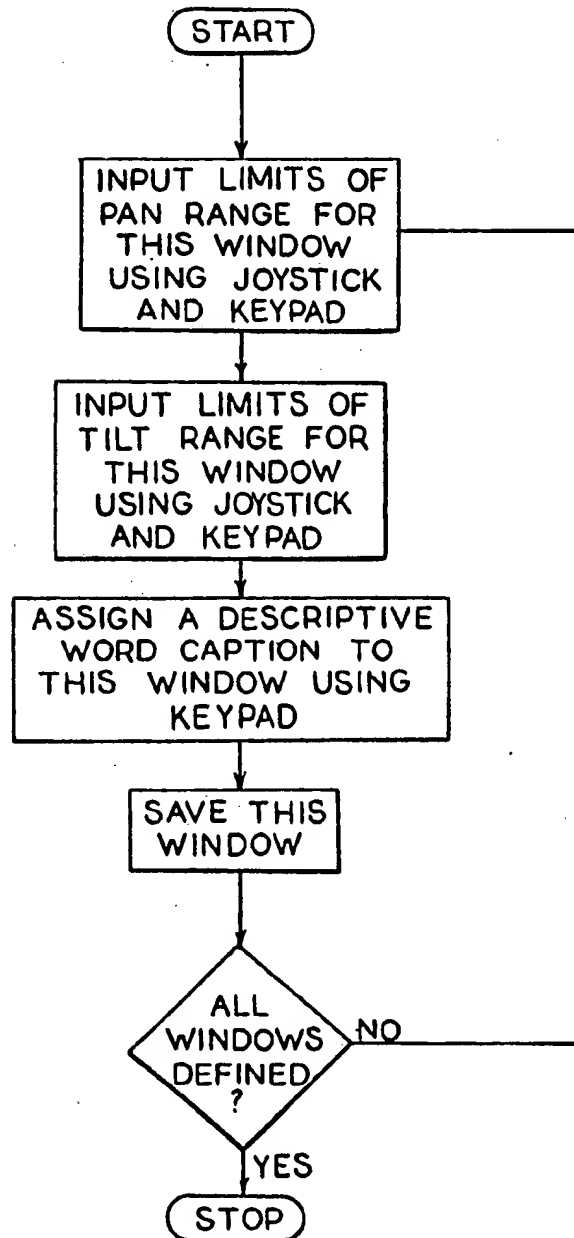 START
INPUT LIMITS OF
PAN RANGE FOR
THIS WINDOW
USING JOYSTICK
AND KEYPAD
INPUT LIMITS OF
TILT RANGE FOR
THIS WINDOW
USING JOYSTICK
AND KEYPAD
ASSIGN A DESCRIPTIVE
WORD CAPTION TO
THIS WINDOW USING
KEYPAD
SAVE THIS
WINDOW
ALL
WINDOWS
DEFINED
?
NO
YES
STOP